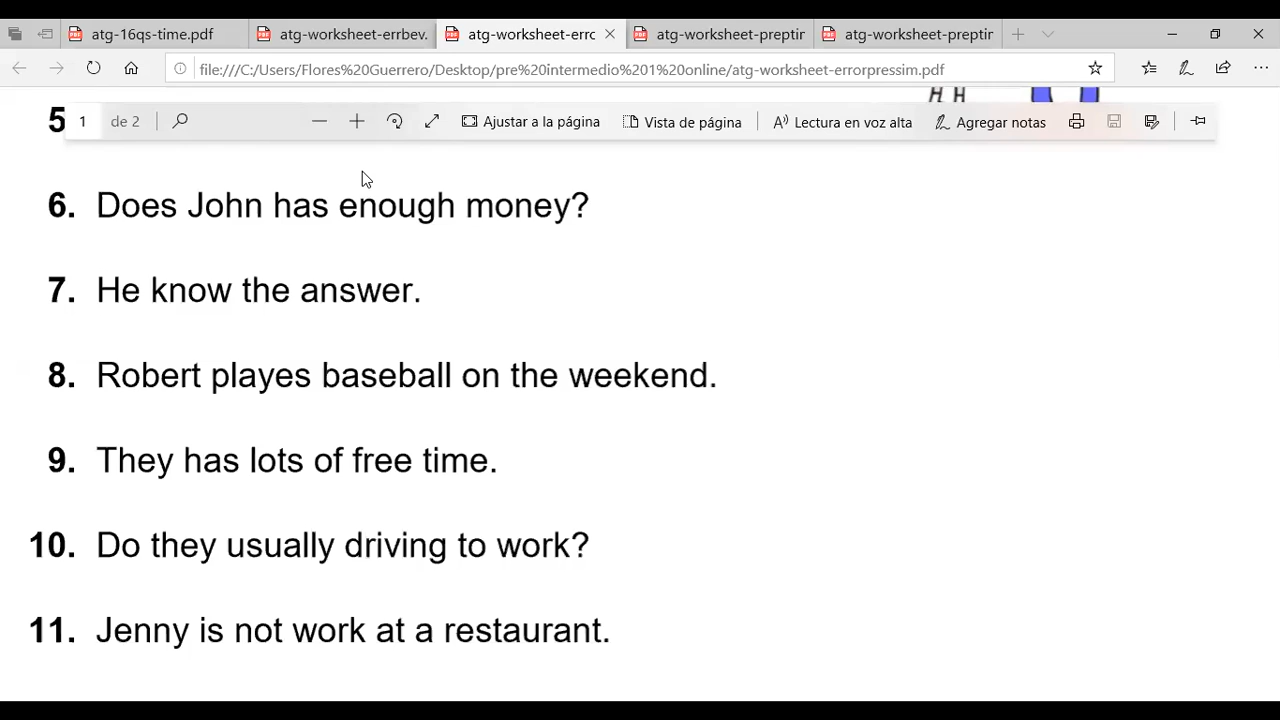 atg-16qs-time.pdf atg-worksheet-errbev. atg-worksheet-errc atg-worksheet-preptir atg-worksheet-preptir
file:///C:/Users/Flores%20Guerrero/Desktop/pre%20intermedio%201%20online/atg-worksheet-errorpressim.pdf
5
1 de 2 Ajustar a la página Vista de página Lectura en voz alta Agregar notas
6. Does John has enough money?
7. He know the answer.
8. Robert playes baseball on the weekend.
9. They has lots of free time.
10. Do they usually driving to work?
11. Jenny is not work at a restaurant.